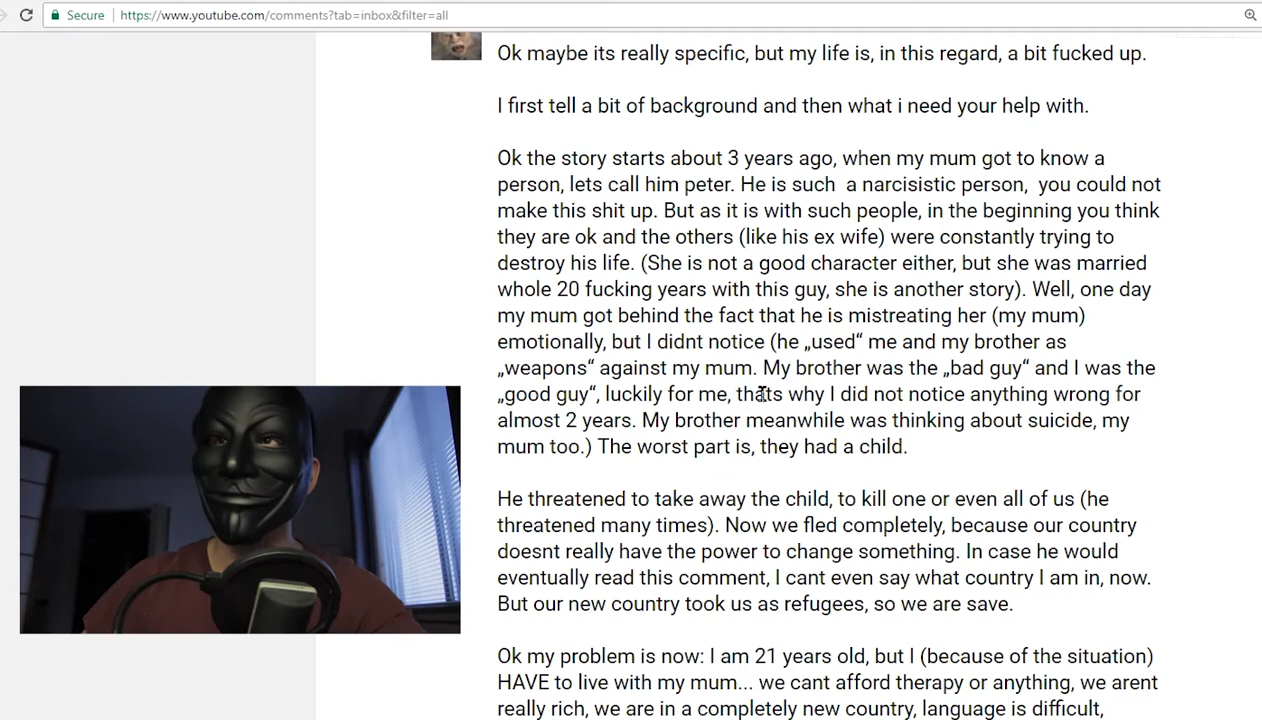 Secure https://www.youtube.com/comments?tab=inbox&filter=all
Ok maybe its really specific, but my life is, in this regard, a bit fucked up.
I first tell a bit of background and then what i need your help with.
Ok the story starts about 3 years ago, when my mum got to know a
person, lets call him peter. He is such a narcisistic person, you could not
make this shit up. But as it is with such people, in the beginning you think
they are ok and the others (like his ex wife) were constantly trying to
destroy his life. (She is not a good character either, but she was married
whole 20 fucking years with this guy, she is another story). Well, one day
my mum got behind the fact that he is mistreating her (my mum)
emotionally, but I didnt notice (he „used“ me and my brother as
„weapons“ against my mum. My brother was the „bad guy“ and I was the
„good guy“, luckily for me, thats why I did not notice anything wrong for
almost 2 years. My brother meanwhile was thinking about suicide, my
mum too.) The worst part is, they had a child.
He threatened to take away the child, to kill one or even all of us (he
threatened many times). Now we fled completely, because our country
doesnt really have the power to change something. In case he would
eventually read this comment, I cant even say what country I am in, now.
But our new country took us as refugees, so we are save.
Ok my problem is now: I am 21 years old, but I (because of the situation)
HAVE to live with my mum... we cant afford therapy or anything, we arent
really rich, we are in a completely new country, language is difficult,